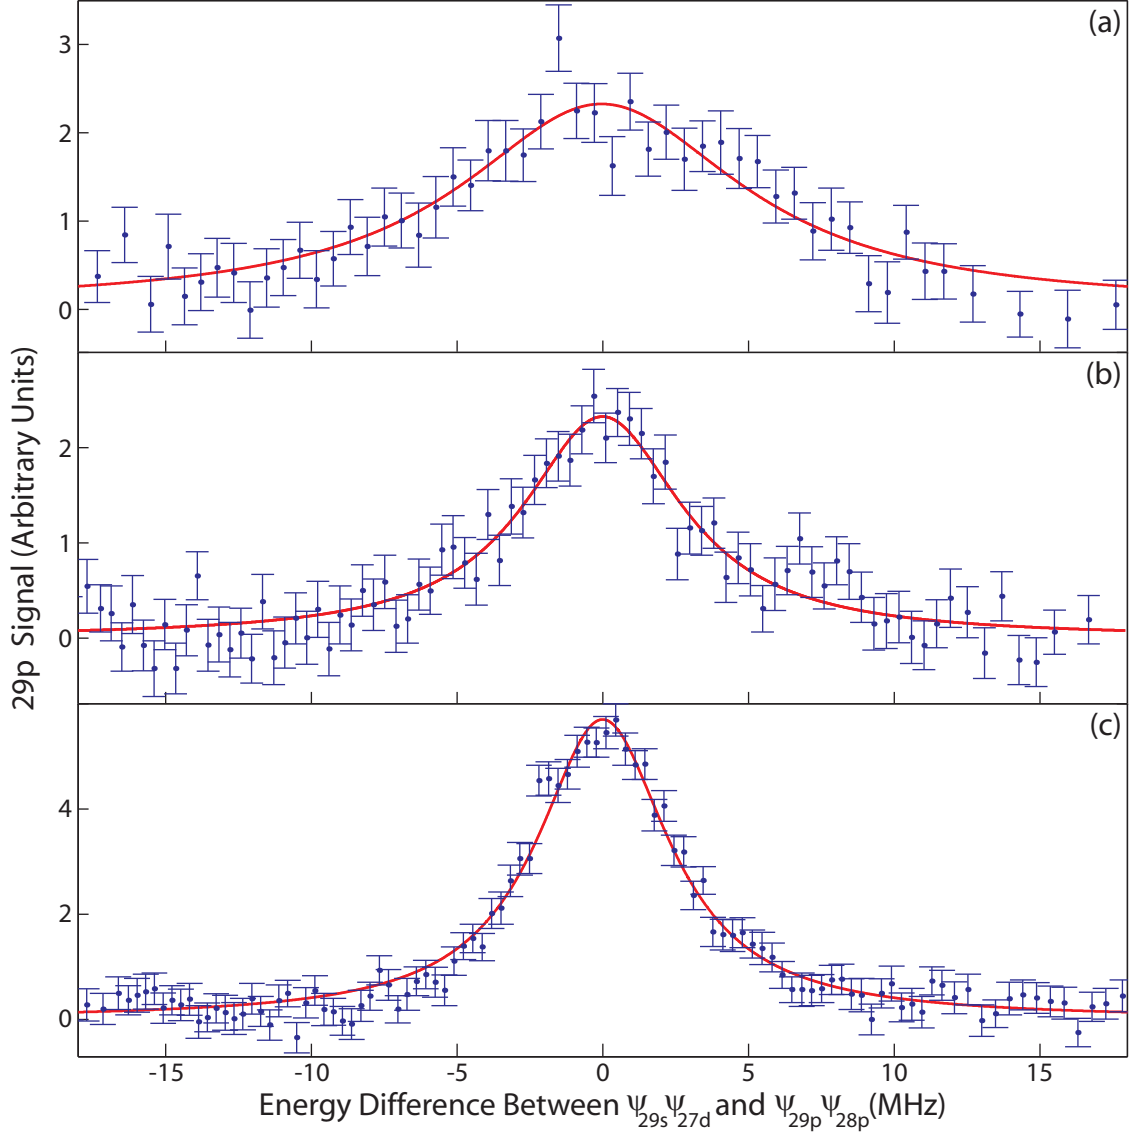 (a)
3
2
1
0
(b)
2
1
0
(c)
4
2
0
-15 -10 -5 0 5 10 15
29p Signal (Arbitrary Units)
Energy Difference Between Ψ29sΨ27d and Ψ29pΨ28p(MHz)